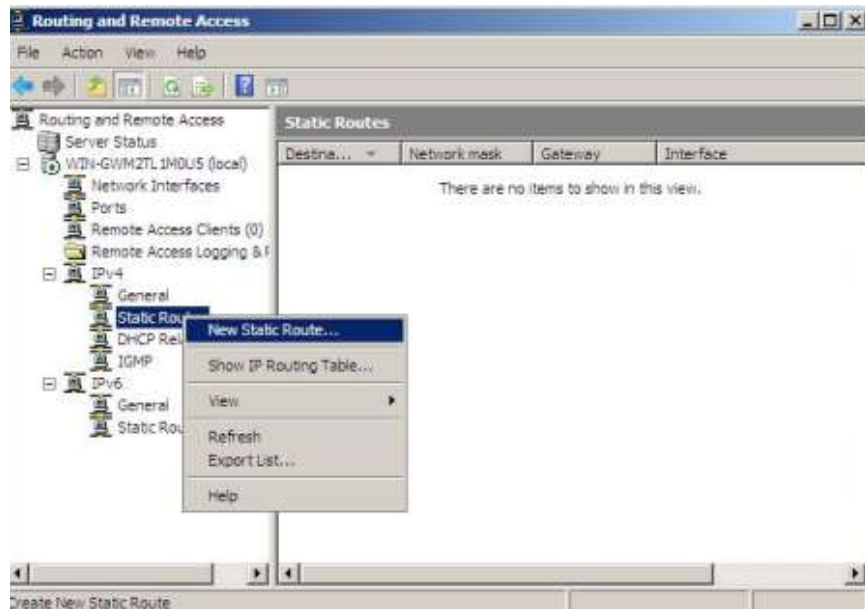 Routing and Remote Access
File Action View Help
Routing and Remote Access
Server Status
WIN-GWM2TL1M0U5 (local)
Network Interfaces
Ports
Remote Access Clients (0)
Remote Access Logging &
IPv4
General
Static Rou
DHCP Rel
IGMP
IPv6
General
Static Rou
Static Routes
Destina... Network mask Gateway Interface
There are no items to show in this view.
New Static Route...
Show IP Routing Table...
View
Refresh
Export List...
Help
Create New Static Route